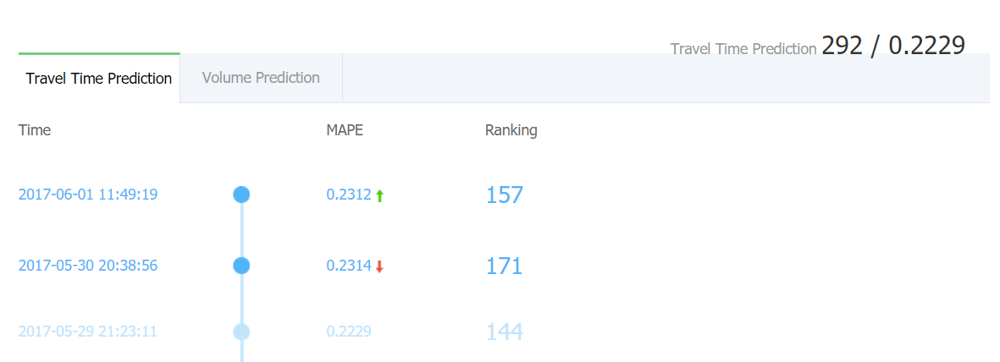 Travel Time Prediction 292 / 0.2229
Travel Time Prediction Volume Prediction
Time MAPE Ranking
2017-06-01 11:49:19 0.2312 157
2017-05-30 20:38:56 0.2314 171
2017-05-29 21:23:11 0.2229 144